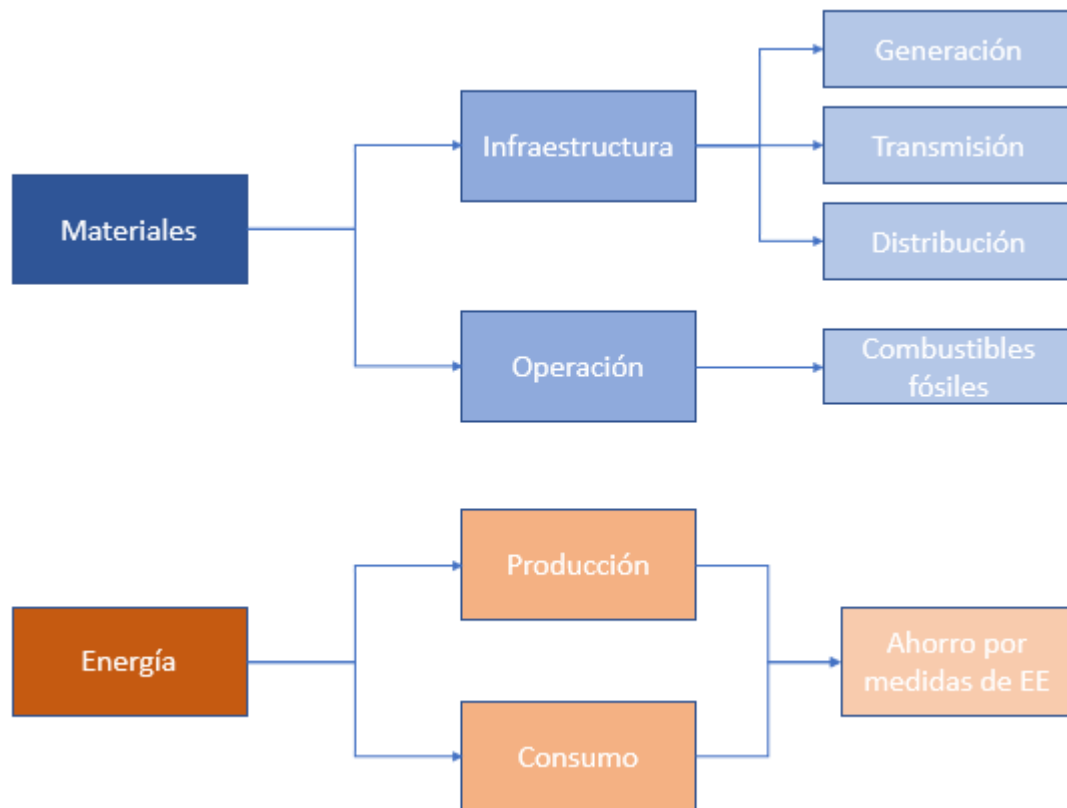 Generación
Infraestructura
Transmisión
Materiales
Distribución
Operación
Combustibles
fósiles
Producción
Energía
Ahorro por
medidas de EE
Consumo